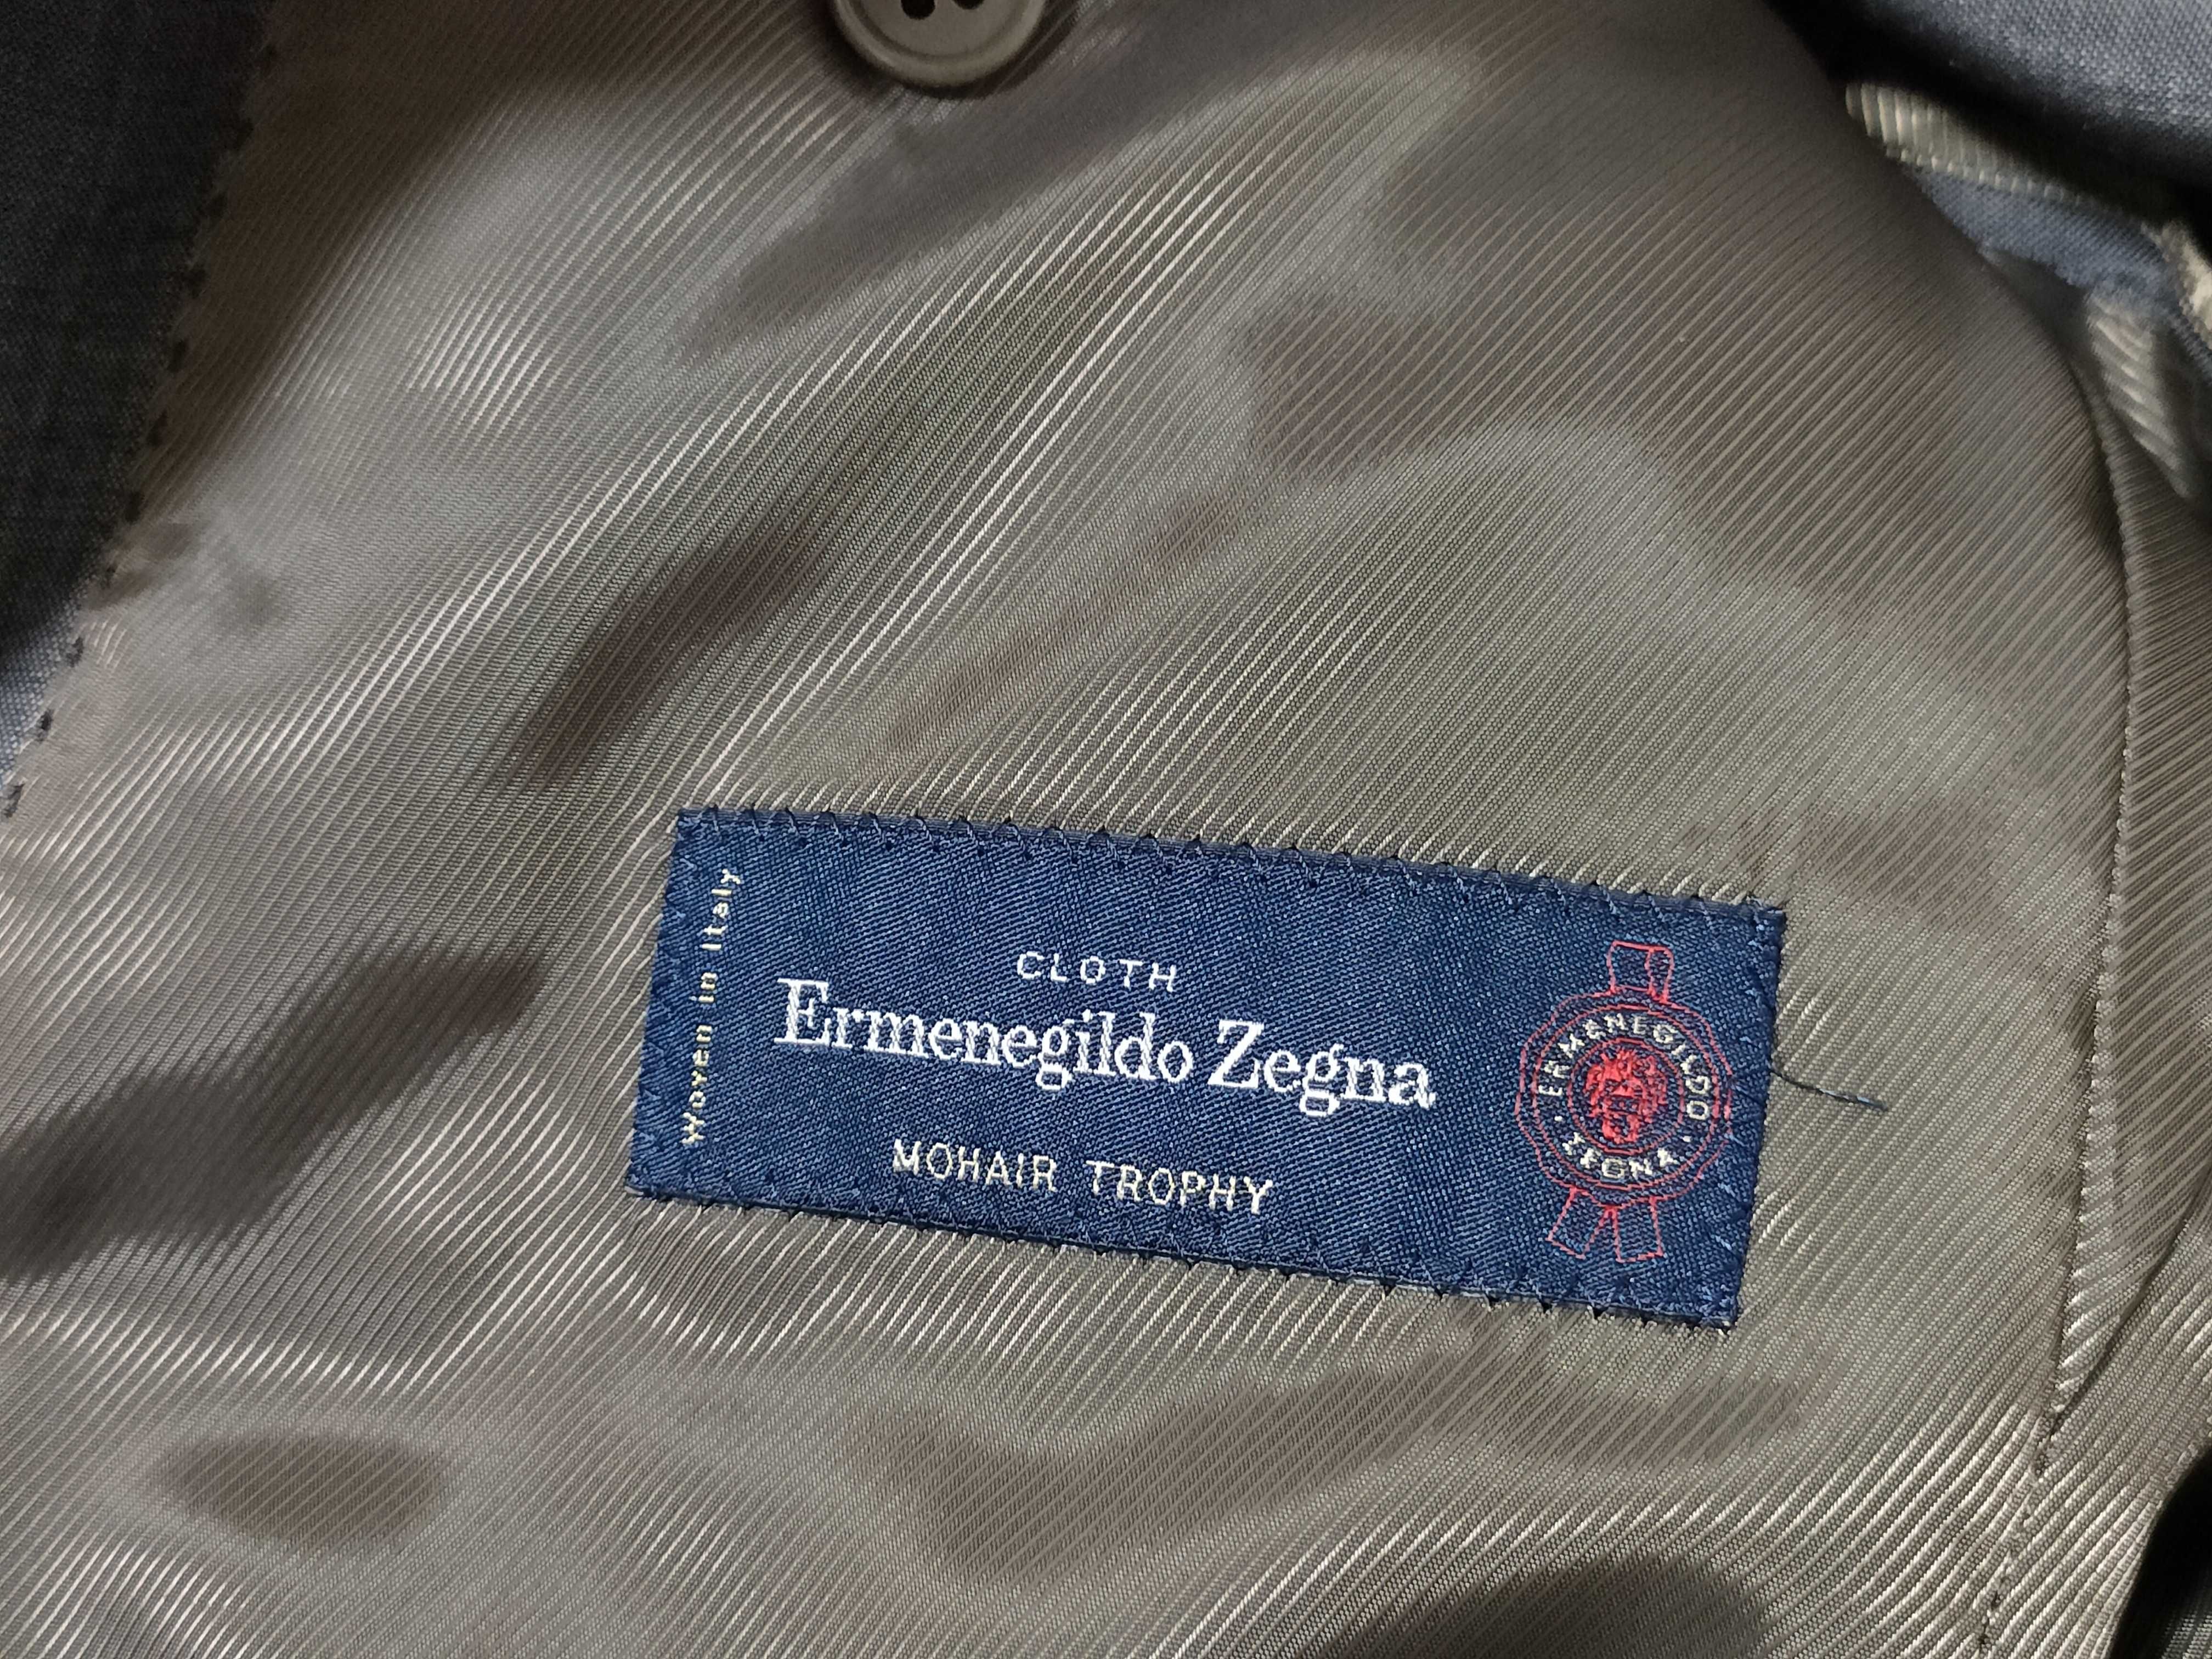 Woven in Italy
CLOTH
Ermenegildo Zegna
MOHAIR TROPHY
· ERMENEGILDO ·
ZEGNA